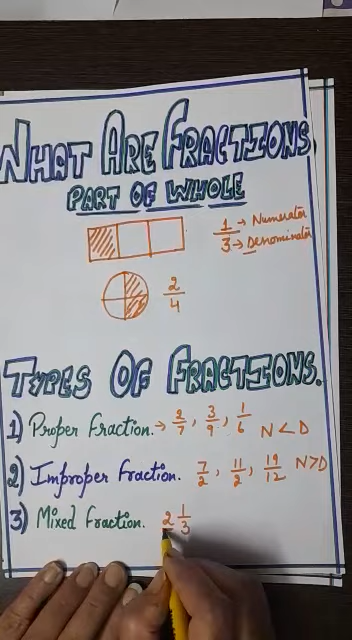 WHAT ARE FRACTIONS
PART OF WHOLE
1/3 → Numerator
→ Denominator
2/4
TYPES OF FRACTIONS.
1) Proper Fraction. → 2/7, 3/9, 1/6 N < D
2) Improper Fraction. 7/2, 11/2, 19/12 N > D
3) Mixed Fraction. 2 1/3